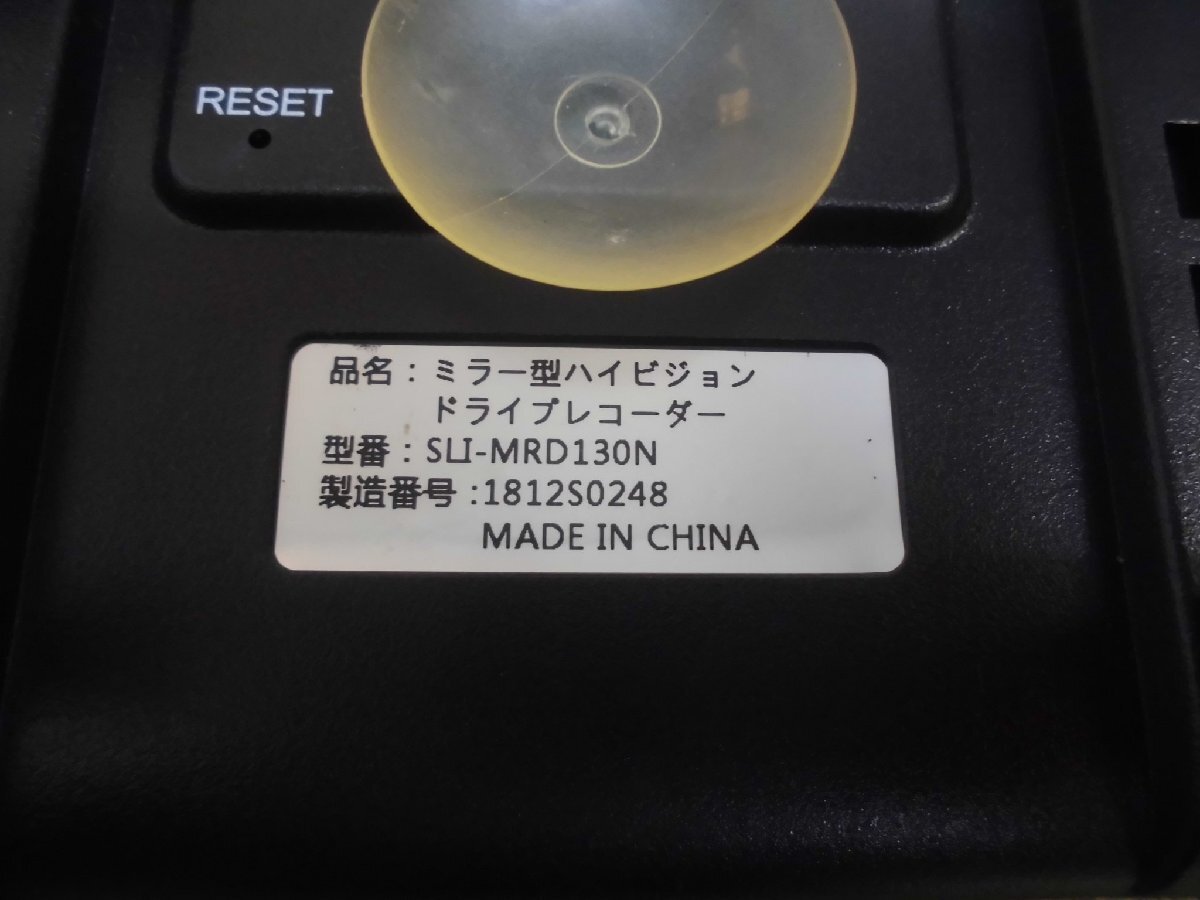 RESET
品名：ミラー型ハイビジョン
ドライブレコーダー
型番：SLI-MRD130N
製造番号：1812S0248
MADE IN CHINA